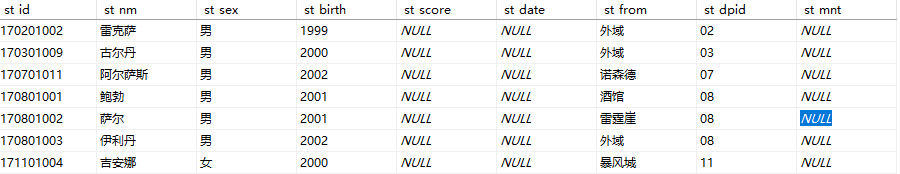 st id st nm st sex st birth st score st date st from st dpid st mnt
170201002 雷克萨 男 1999 NULL NULL 外域 02 NULL
170301009 古尔丹 男 2000 NULL NULL 外域 03 NULL
170701011 阿尔萨斯 男 2002 NULL NULL 诺森德 07 NULL
170801001 鲍勃 男 2001 NULL NULL 酒馆 08 NULL
170801002 萨尔 男 2001 NULL NULL 雷霆崖 08 NULL
170801003 伊利丹 男 2002 NULL NULL 外域 08 NULL
171101004 吉安娜 女 2000 NULL NULL 暴风城 11 NULL